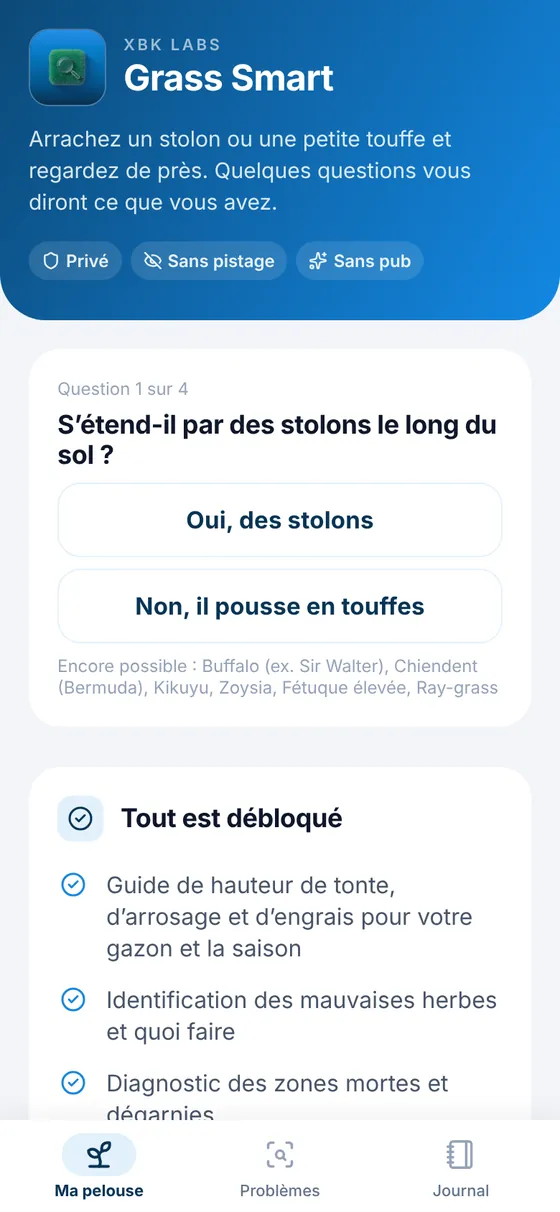 XBK LABS
Grass Smart
Arrachez un stolon ou une petite touffe et
regardez de près. Quelques questions vous
diront ce que vous avez.
Privé
Sans pistage
Sans pub
Question 1 sur 4
S’étend-il par des stolons le long du
sol ?
Oui, des stolons
Non, il pousse en touffes
Encore possible : Buffalo (ex. Sir Walter), Chiendent
(Bermuda), Kikuyu, Zoysia, Fétuque élevée, Ray-grass
Tout est débloqué
Guide de hauteur de tonte,
d’arrosage et d’engrais pour votre
gazon et la saison
Identification des mauvaises herbes
et quoi faire
Diagnostic des zones mortes et
dégarnies
Ma pelouse
Problèmes
Journal